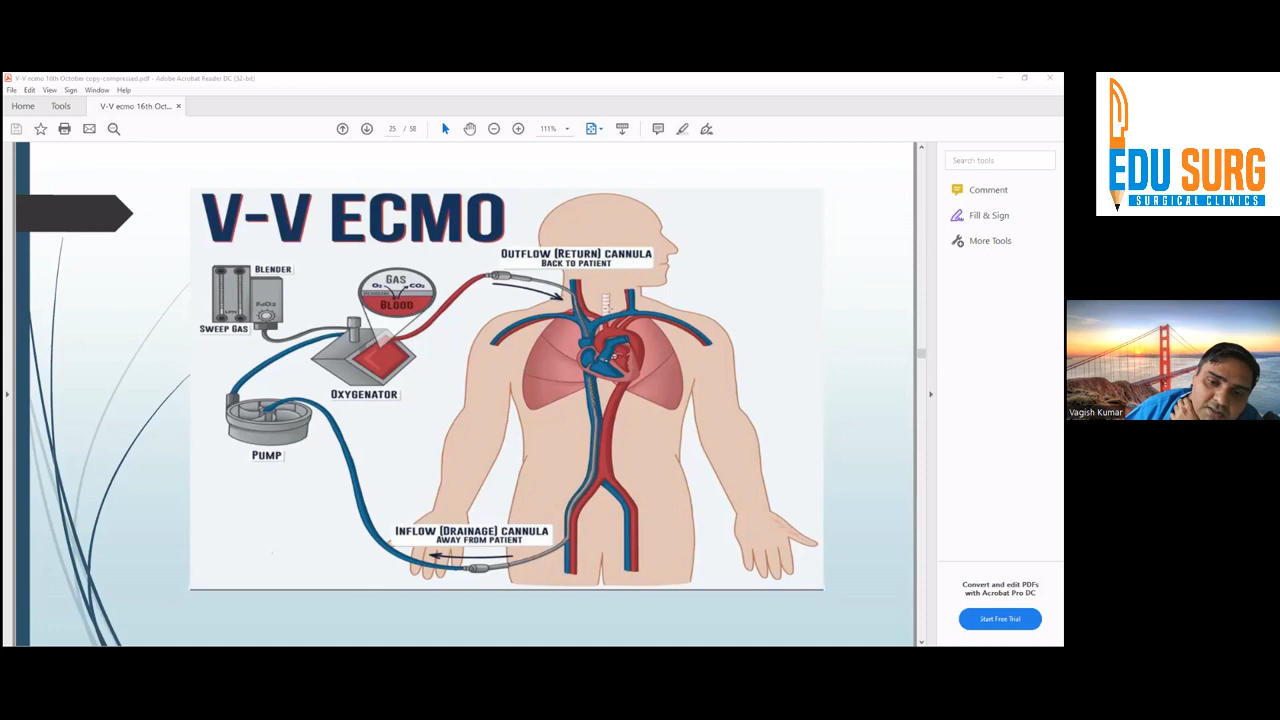 V-V ecmo 16th October copy-compressed.pdf - Adobe Acrobat Reader DC (32-bit)
File Edit View Sign Window Help
Home Tools V-V ecmo 16th Oct... ×
25 / 58 111%
Search tools
Comment
Fill & Sign
More Tools
Convert and edit PDFs
with Acrobat Pro DC
Start Free Trial
V-V ECMO
BLENDER
FdO2
SWEEP GAS
GAS
O2 CO2
BLOOD
OXYGENATOR
PUMP
OUTFLOW (RETURN) CANNULA
BACK TO PATIENT
INFLOW (DRAINAGE) CANNULA
AWAY FROM PATIENT
EDU SURG
SURGICAL CLINICS
Vagish Kumar